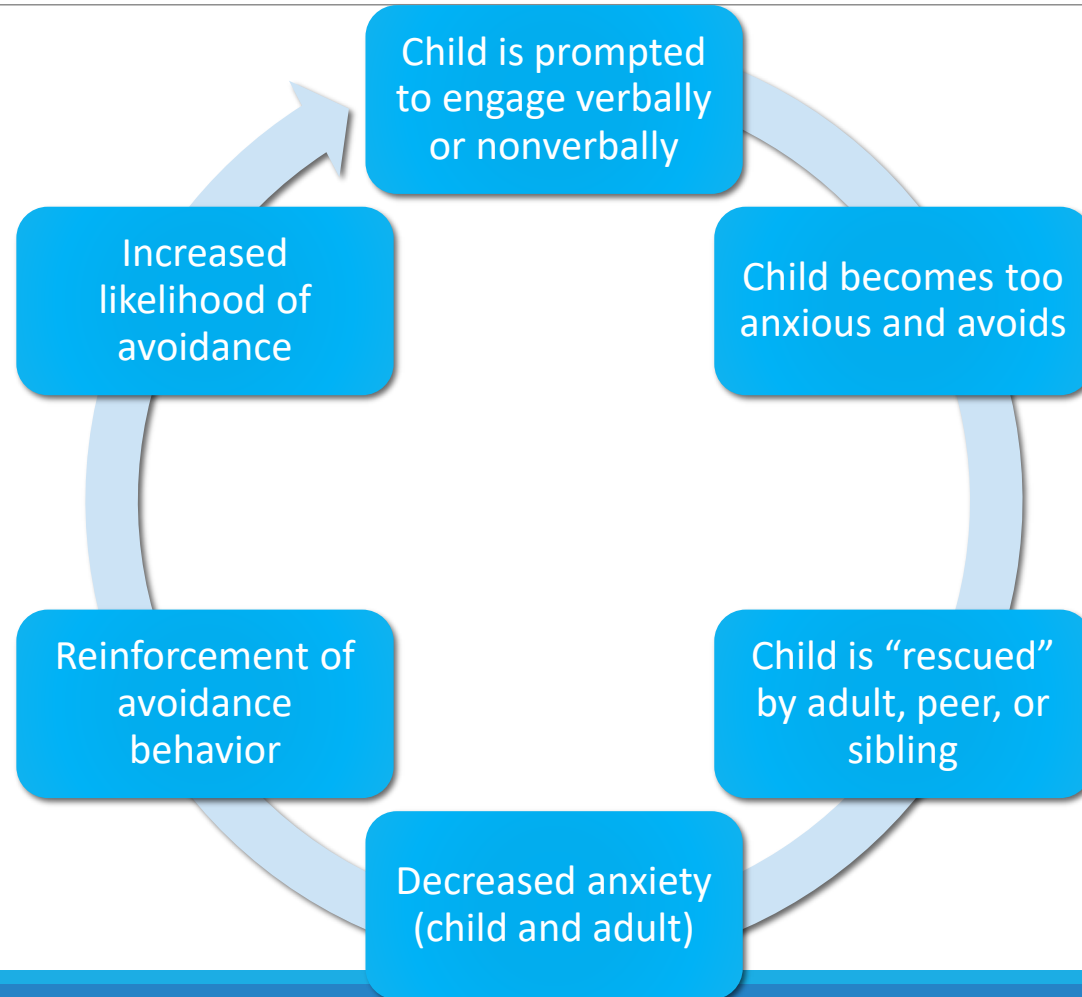 Child is prompted
to engage verbally
or nonverbally
Child becomes too
anxious and avoids
Child is “rescued”
by adult, peer, or
sibling
Decreased anxiety
(child and adult)
Reinforcement of
avoidance
behavior
Increased
likelihood of
avoidance